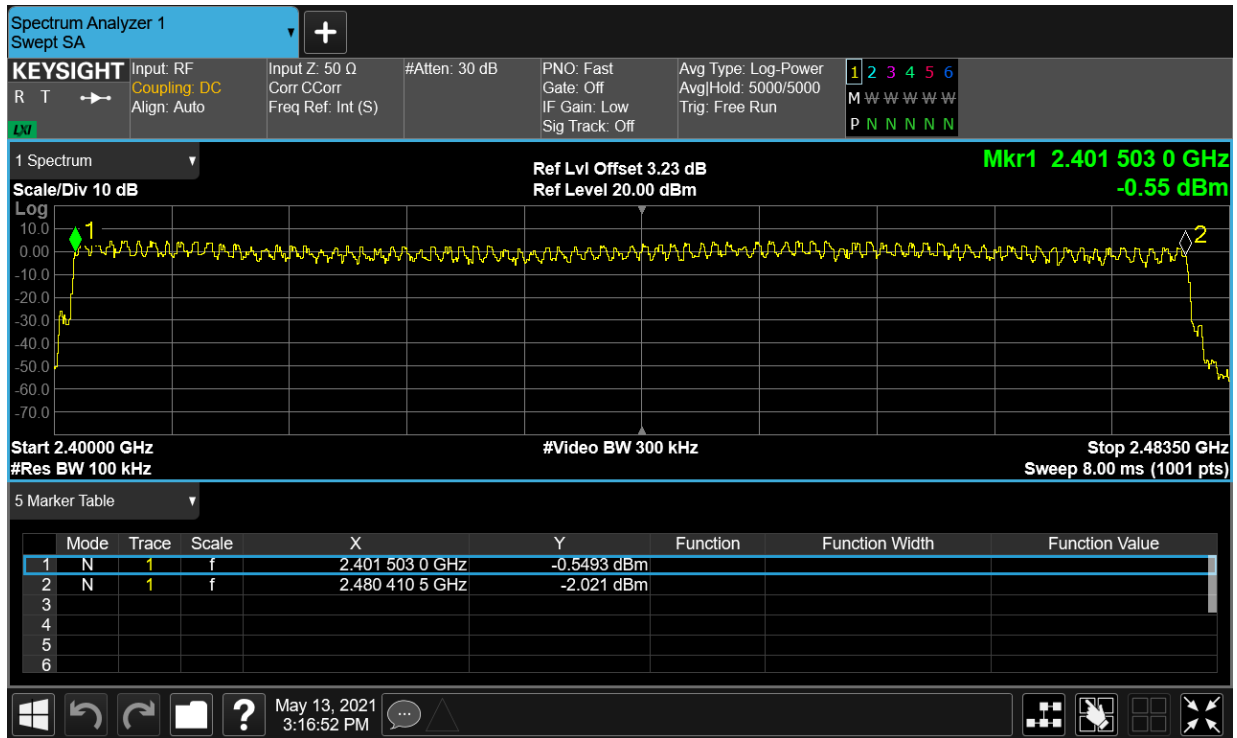 Spectrum Analyzer 1
Swept SA
+
KEYSIGHT
R T
LXI
Input: RF
Coupling: DC
Align: Auto
Input Z: 50 Ω
Corr CCorr
Freq Ref: Int (S)
#Atten: 30 dB
PNO: Fast
Gate: Off
IF Gain: Low
Sig Track: Off
Avg Type: Log-Power
Avg|Hold: 5000/5000
Trig: Free Run
1 2 3 4 5 6
M W W W W W
P N N N N N
1 Spectrum
Scale/Div 10 dB
Ref Lvl Offset 3.23 dB
Ref Level 20.00 dBm
Mkr1 2.401 503 0 GHz
-0.55 dBm
Log
10.0
0.00
-10.0
-20.0
-30.0
-40.0
-50.0
-60.0
-70.0
1
2
Start 2.40000 GHz
#Res BW 100 kHz
#Video BW 300 kHz
Stop 2.48350 GHz
Sweep 8.00 ms (1001 pts)
5 Marker Table
Mode Trace Scale X Y Function Function Width Function Value
1 N 1 f 2.401 503 0 GHz -0.5493 dBm
2 N 1 f 2.480 410 5 GHz -2.021 dBm
3
4
5
6
?
May 13, 2021
3:16:52 PM